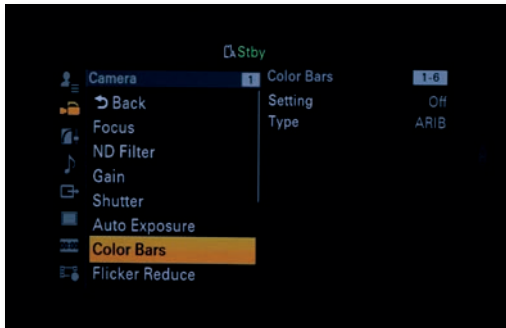 Stby
Camera 1
Back
Focus
ND Filter
Gain
Shutter
Auto Exposure
Color Bars
Flicker Reduce
Color Bars 1-6
Setting Off
Type ARIB